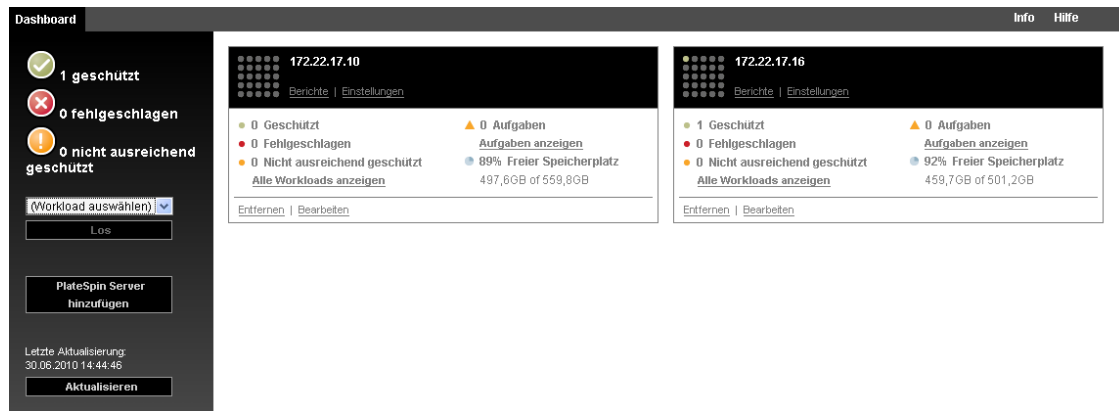 Dashboard
Info Hilfe
1 geschützt
0 fehlgeschlagen
0 nicht ausreichend
geschützt
(Workload auswählen)
Los
PlateSpin Server
hinzufügen
Letzte Aktualisierung:
30.06.2010 14:44:46
Aktualisieren
172.22.17.10
Berichte | Einstellungen
0 Geschützt
0 Fehlgeschlagen
0 Nicht ausreichend geschützt
Alle Workloads anzeigen
0 Aufgaben
Aufgaben anzeigen
89% Freier Speicherplatz
497,6GB of 559,8GB
Entfernen | Bearbeiten
172.22.17.16
Berichte | Einstellungen
1 Geschützt
0 Fehlgeschlagen
0 Nicht ausreichend geschützt
Alle Workloads anzeigen
0 Aufgaben
Aufgaben anzeigen
92% Freier Speicherplatz
459,7GB of 501,2GB
Entfernen | Bearbeiten